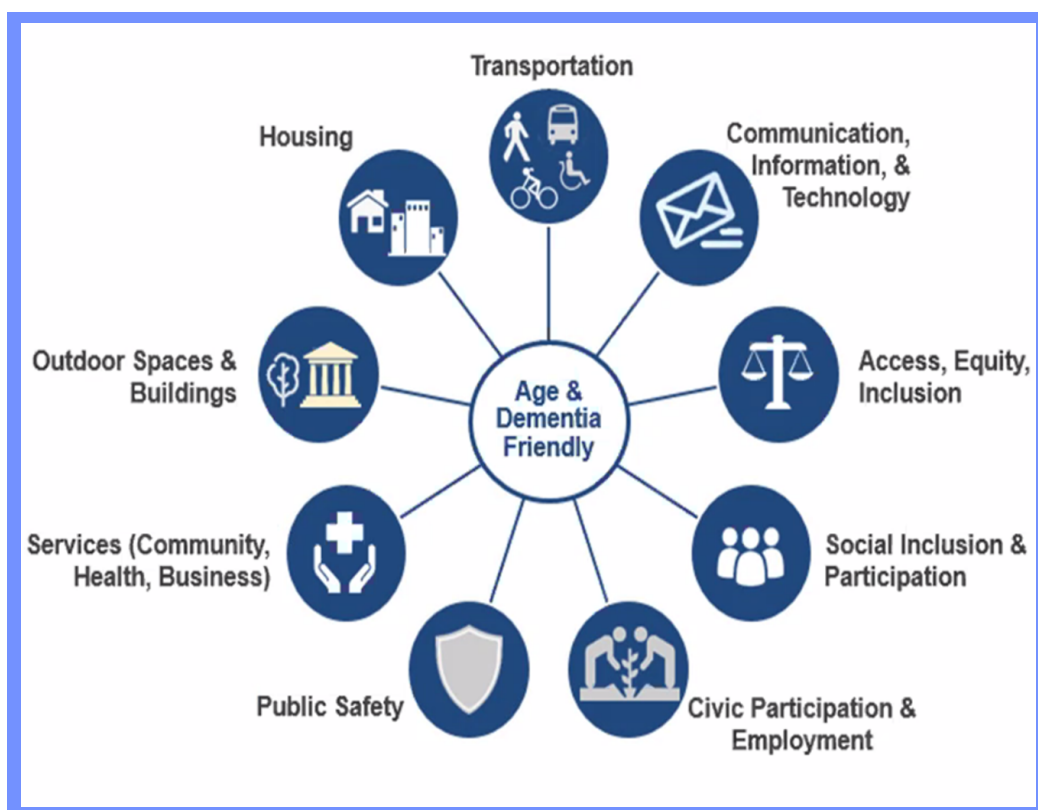 Transportation
Housing
Communication,
Information, &
Technology
Outdoor Spaces &
Buildings
Age &
Dementia
Friendly
Access, Equity,
Inclusion
Services (Community,
Health, Business)
Social Inclusion &
Participation
Public Safety
Civic Participation &
Employment